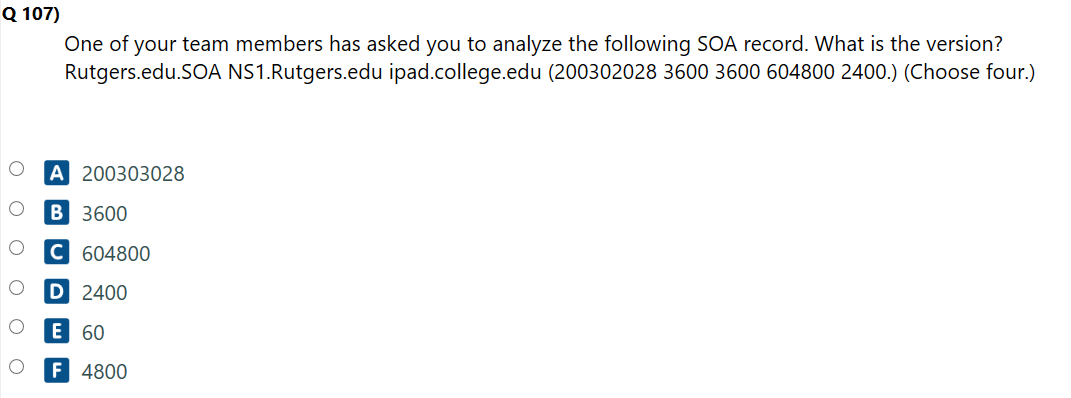 Q 107)
One of your team members has asked you to analyze the following SOA record. What is the version?
Rutgers.edu.SOA NS1.Rutgers.edu ipad.college.edu (200302028 3600 3600 604800 2400.) (Choose four.)
A 200303028
B 3600
C 604800
D 2400
E 60
F 4800